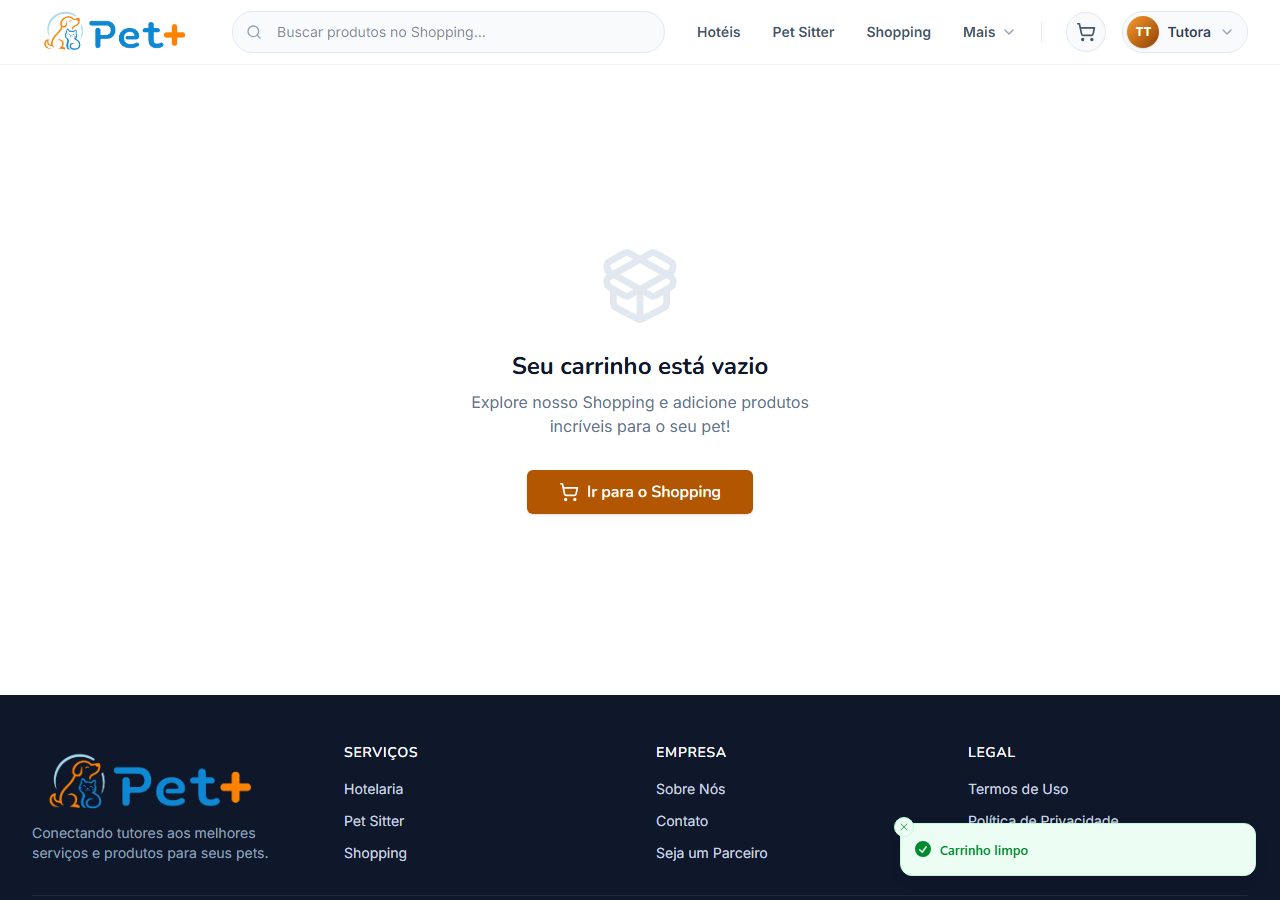 Pet+
Buscar produtos no Shopping...
Hotéis
Pet Sitter
Shopping
Mais
TT
Tutora
Seu carrinho está vazio
Explore nosso Shopping e adicione produtos
incríveis para o seu pet!
Ir para o Shopping
Pet+
Conectando tutores aos melhores
serviços e produtos para seus pets.
SERVIÇOS
Hotelaria
Pet Sitter
Shopping
EMPRESA
Sobre Nós
Contato
Seja um Parceiro
LEGAL
Termos de Uso
Política de Privacidade
Carrinho limpo